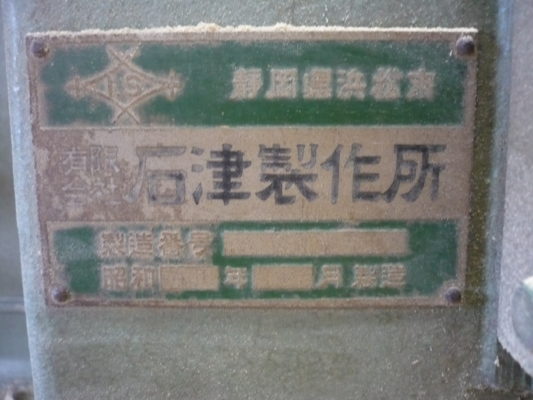 IS
静岡県浜松市
有限会社 石津製作所
製造番号
昭和 年 月製造